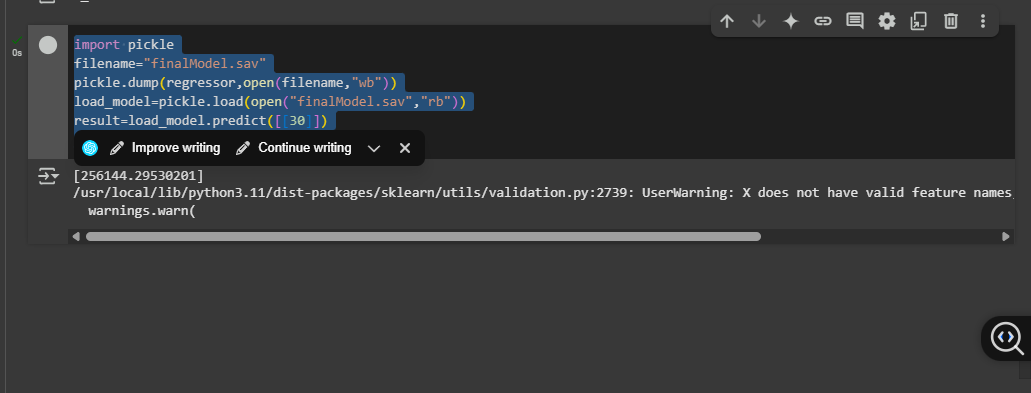 0s
import pickle
filename="finalModel.sav"
pickle.dump(regressor,open(filename,"wb"))
load_model=pickle.load(open("finalModel.sav","rb"))
result=load_model.predict([[30]])
Improve writing Continue writing
[256144.29530201]
/usr/local/lib/python3.11/dist-packages/sklearn/utils/validation.py:2739: UserWarning: X does not have valid feature names,
warnings.warn(